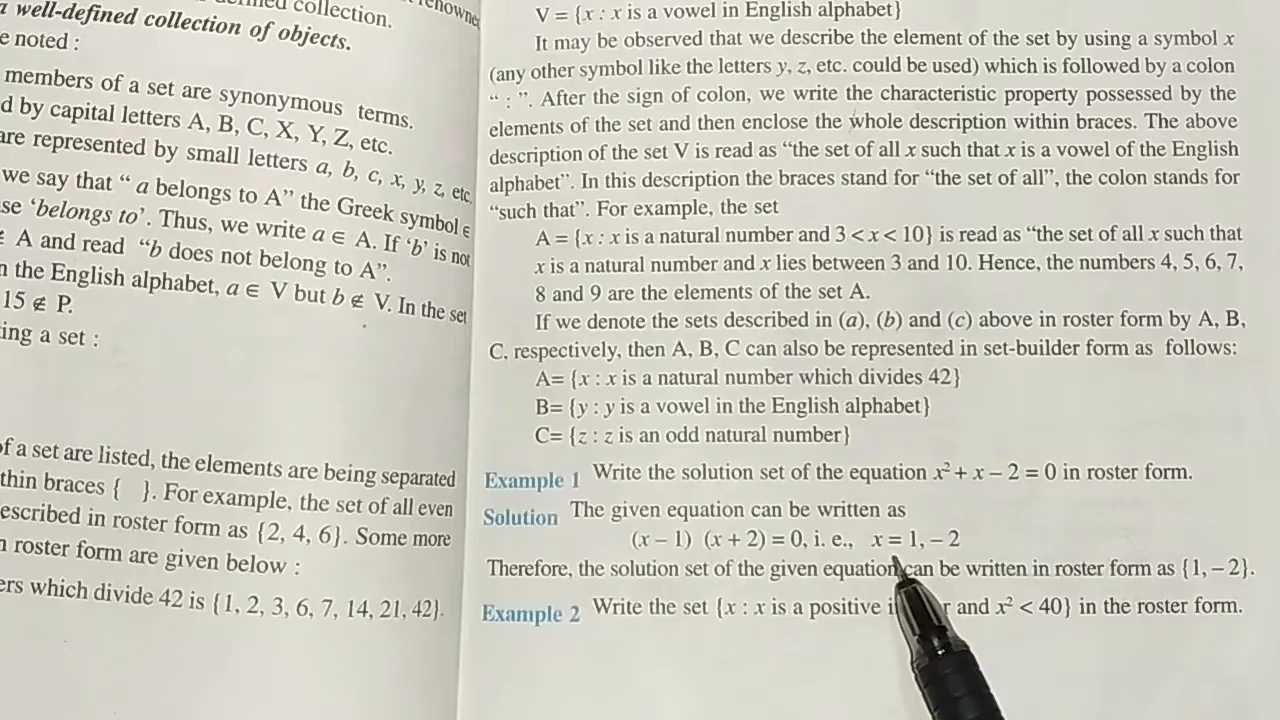 collection.
a well-defined collection of objects.
e noted :
members of a set are synonymous terms.
d by capital letters A, B, C, X, Y, Z, etc.
are represented by small letters a, b, c, x, y, z, etc.
we say that “ a belongs to A” the Greek symbol ∈
se ‘belongs to’. Thus, we write a ∈ A. If ‘b’ is not
∉ A and read “b does not belong to A”.
n the English alphabet, a ∈ V but b ∉ V. In the set
15 ∉ P.
ing a set :
of a set are listed, the elements are being separated
thin braces { }. For example, the set of all even
escribed in roster form as {2, 4, 6}. Some more
n roster form are given below :
ers which divide 42 is {1, 2, 3, 6, 7, 14, 21, 42}.
V = {x : x is a vowel in English alphabet}
It may be observed that we describe the element of the set by using a symbol x
(any other symbol like the letters y, z, etc. could be used) which is followed by a colon
“ : ”. After the sign of colon, we write the characteristic property possessed by the
elements of the set and then enclose the whole description within braces. The above
description of the set V is read as “the set of all x such that x is a vowel of the English
alphabet”. In this description the braces stand for “the set of all”, the colon stands for
“such that”. For example, the set
A = {x : x is a natural number and 3 < x < 10} is read as “the set of all x such that
x is a natural number and x lies between 3 and 10. Hence, the numbers 4, 5, 6, 7,
8 and 9 are the elements of the set A.
If we denote the sets described in (a), (b) and (c) above in roster form by A, B,
C, respectively, then A, B, C can also be represented in set-builder form as follows:
A= {x : x is a natural number which divides 42}
B= {y : y is a vowel in the English alphabet}
C= {z : z is an odd natural number}
Example 1 Write the solution set of the equation x² + x – 2 = 0 in roster form.
Solution The given equation can be written as
(x – 1) (x + 2) = 0, i. e., x = 1, – 2
Therefore, the solution set of the given equation can be written in roster form as {1, – 2}.
Example 2 Write the set {x : x is a positive and x² < 40} in the roster form.